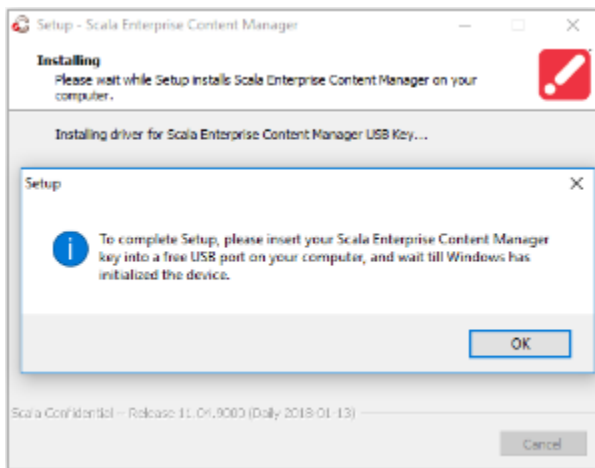 Setup - Scala Enterprise Content Manager
Installing
Please wait while Setup installs Scala Enterprise Content Manager on your
computer.
Installing driver for Scala Enterprise Content Manager USB Key...
Setup
To complete Setup, please insert your Scala Enterprise Content Manager
key into a free USB port on your computer, and wait till Windows has
initialized the device.
OK
Scala Confidential -- Release 11.04.9000 (Daily 2018-01-13)
Cancel